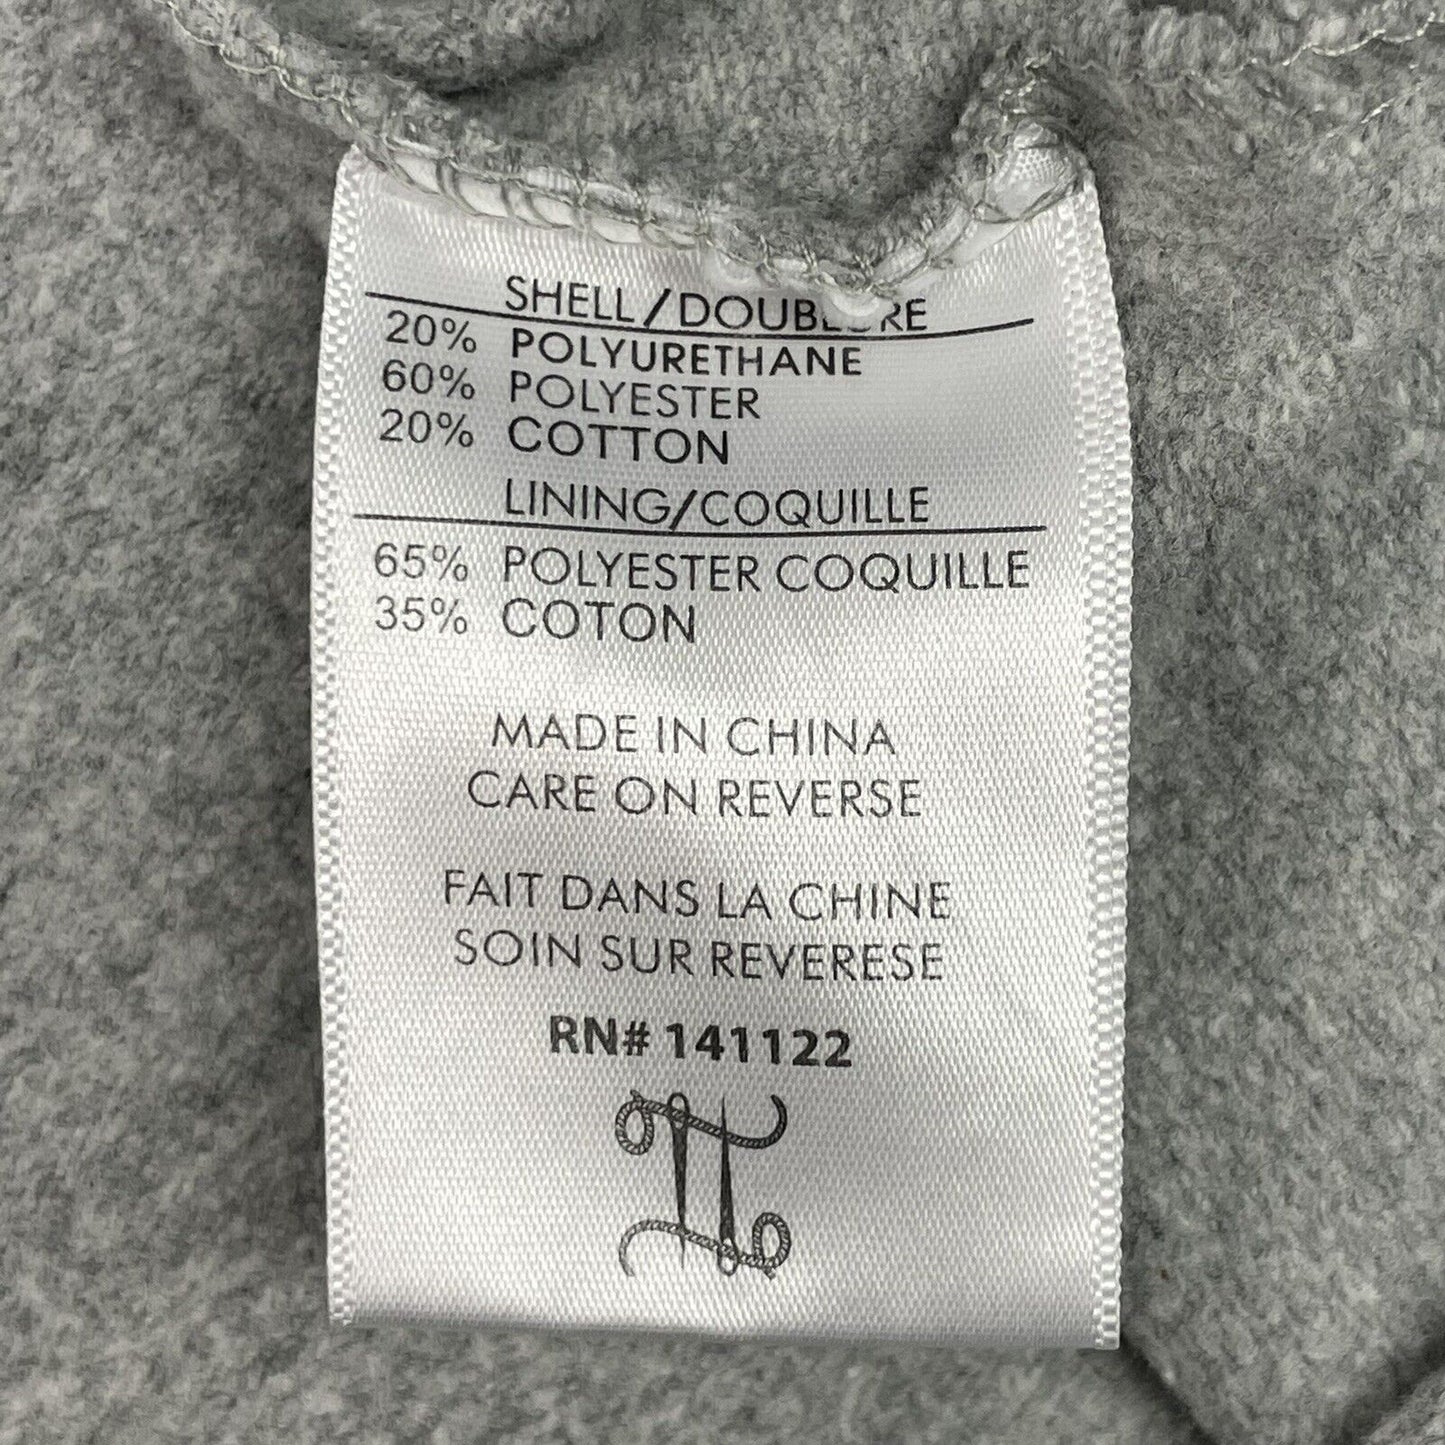 SHELL/DOUBLURE
20% POLYURETHANE
60% POLYESTER
20% COTTON
LINING/COQUILLE
65% POLYESTER COQUILLE
35% COTON
MADE IN CHINA
CARE ON REVERSE
FAIT DANS LA CHINE
SOIN SUR REVERESE
RN# 141122